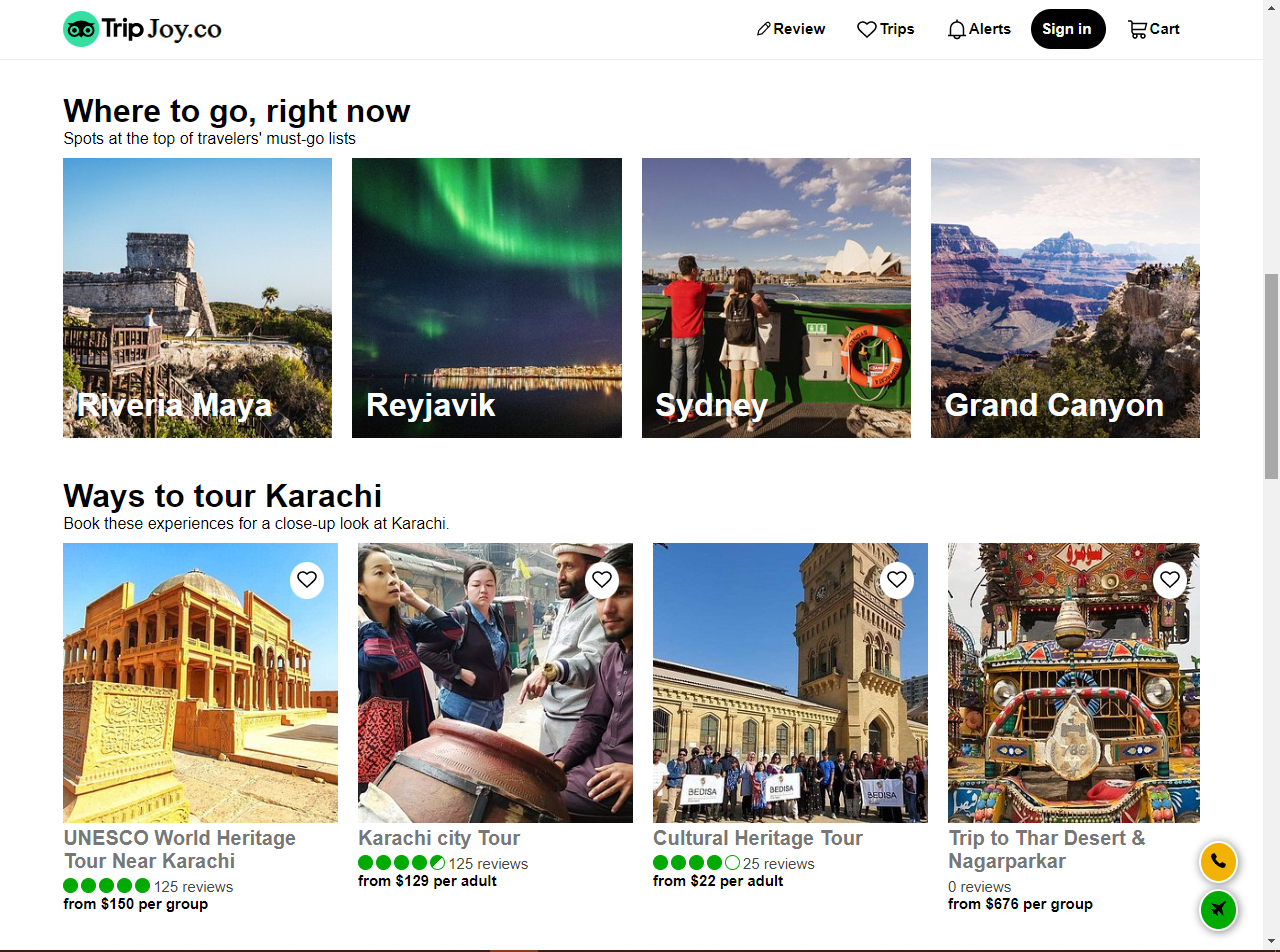 Trip Joy.co
Review Trips Alerts Sign in Cart
Where to go, right now
Spots at the top of travelers' must-go lists
Riveria Maya
Reyjavik
Sydney
Grand Canyon
Ways to tour Karachi
Book these experiences for a close-up look at Karachi.
BEDISA
BEDISA
BEDISA
786
UNESCO World Heritage
Tour Near Karachi
125 reviews
from $150 per group
Karachi city Tour
125 reviews
from $129 per adult
Cultural Heritage Tour
25 reviews
from $22 per adult
Trip to Thar Desert &
Nagarparkar
0 reviews
from $676 per group